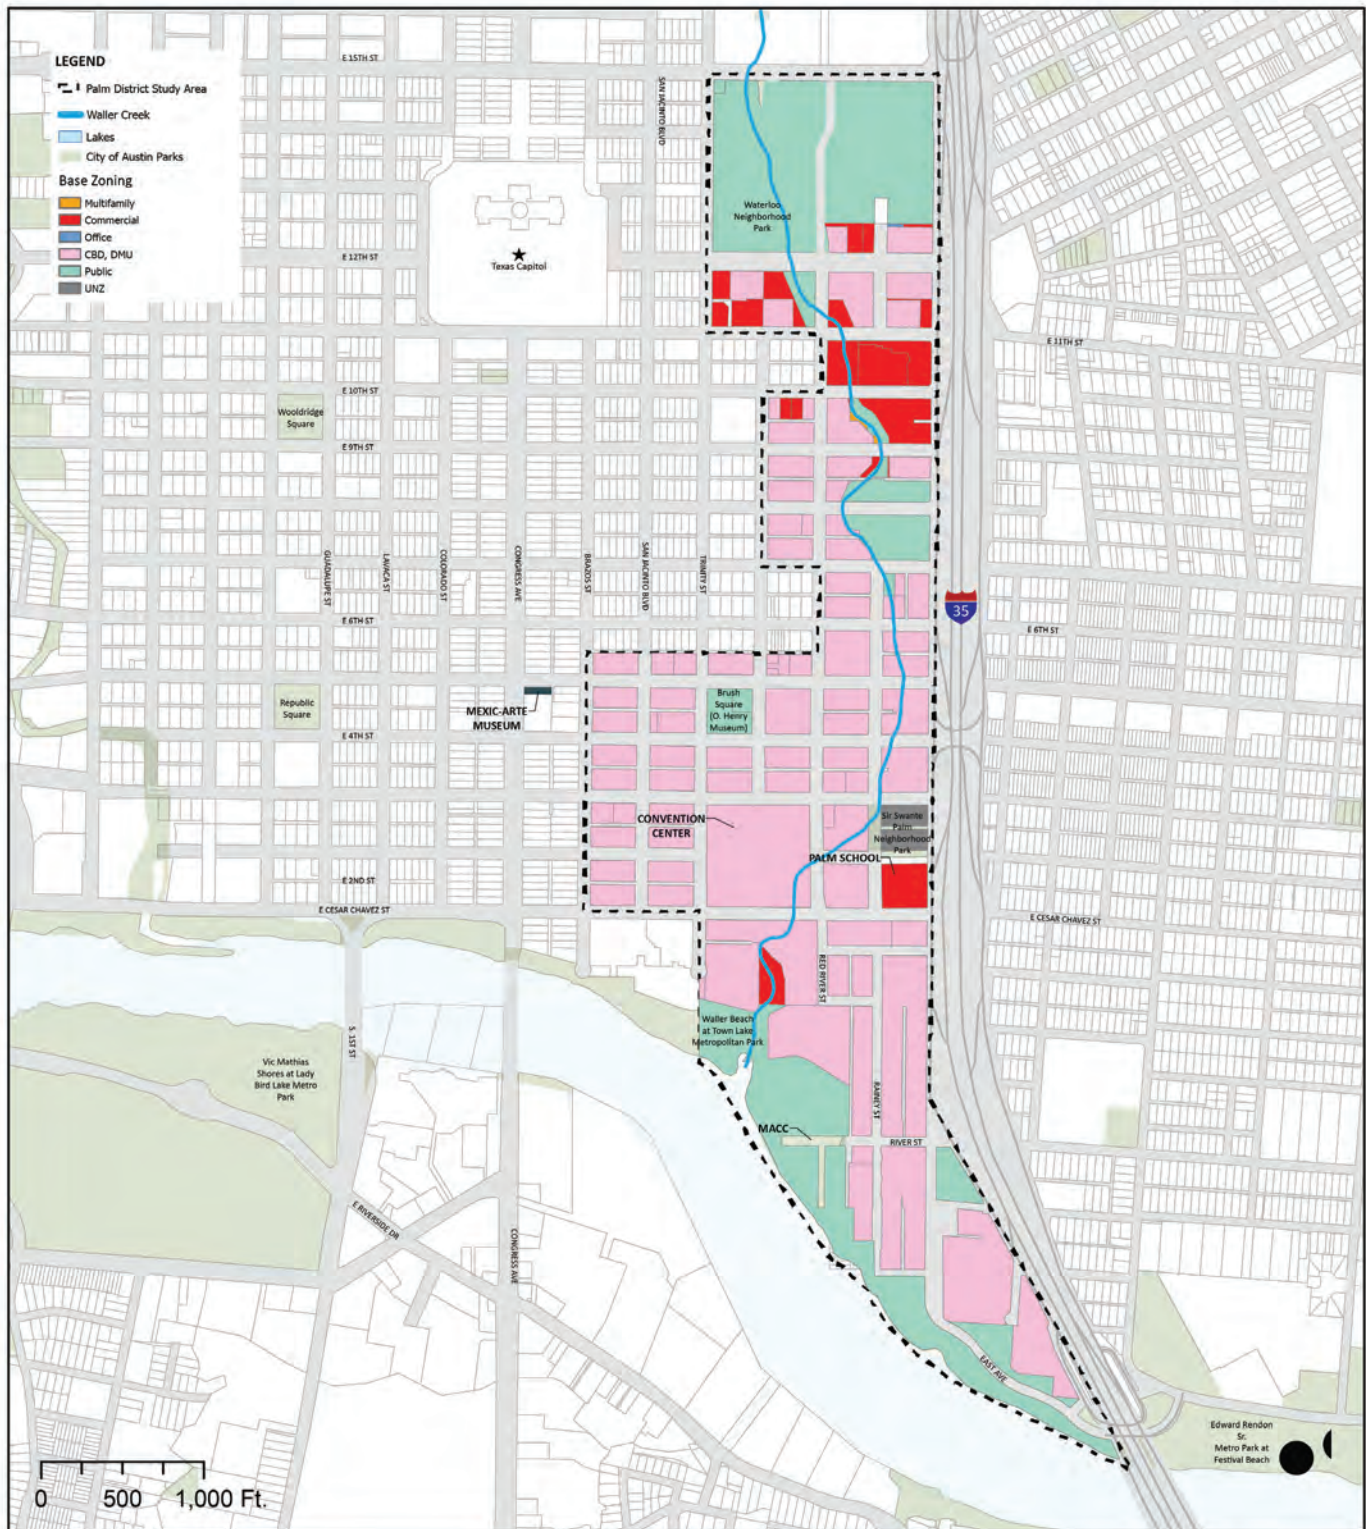 LEGEND
Palm District Study Area
Waller Creek
Lakes
City of Austin Parks
Base Zoning
Multifamily
Commercial
Office
CBD, DMU
Public
UNZ
E 15TH ST
SAN JACINTO BLVD
Waterloo
Neighborhood
Park
E 12TH ST
Texas Capitol
E 11TH ST
E 10TH ST
Wooldridge
Square
E 9TH ST
GUADALUPE ST
LAVACA ST
COLORADO ST
CONGRESS AVE
BRAZOS ST
SAN JACINTO BLVD
TRINITY ST
35
E 6TH ST
E 6TH ST
Republic
Square
MEXIC-ARTE
MUSEUM
Brush
Square
(O. Henry
Museum)
E 4TH ST
CONVENTION
CENTER
Sir Swante
Palm
Neighborhood
Park
PALM SCHOOL
E 2ND ST
E CESAR CHAVEZ ST
E CESAR CHAVEZ ST
RED RIVER ST
Waller Beach
at Town Lake
Metropolitan Park
S. 1ST ST
Vic Mathias
Shores at Lady
Bird Lake Metro
Park
RAINEY ST
MACC
RIVER ST
E RIVERSIDE DR
CONGRESS AVE
EAST AVE
Edward Rendon
Sr.
Metro Park at
Festival Beach
0 500 1,000 Ft.